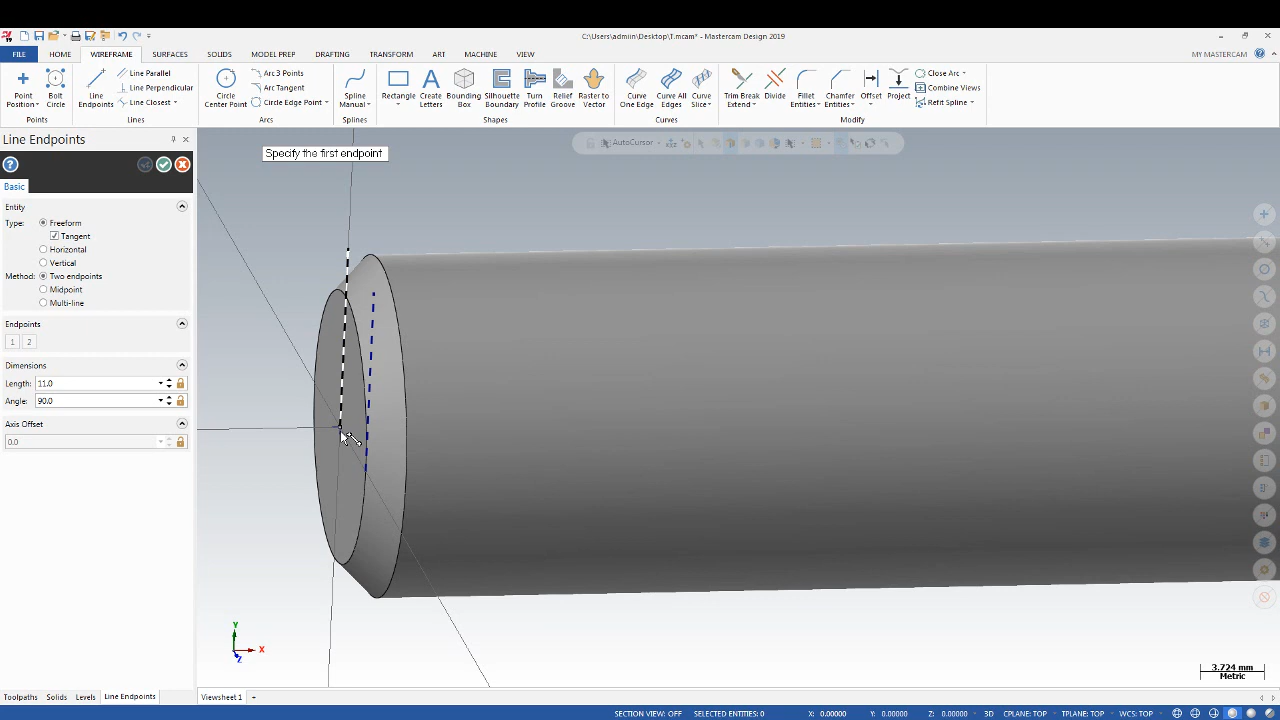 C:\Users\admiin\Desktop\T.mcam* - Mastercam Design 2019
FILE HOME WIREFRAME SURFACES SOLIDS MODEL PREP DRAFTING TRANSFORM ART MACHINE VIEW MY MASTERCAM
Point Position
Bolt Circle
Points
Line Endpoints
Line Parallel
Line Perpendicular
Line Closest
Lines
Circle Center Point
Arc 3 Points
Arc Tangent
Circle Edge Point
Arcs
Spline Manual
Splines
Rectangle
Create Letters
Bounding Box
Silhouette Boundary
Turn Profile
Relief Groove
Raster to Vector
Shapes
Curve One Edge
Curve All Edges
Curve Slice
Curves
Trim Break Extend
Divide
Fillet Entities
Chamfer Entities
Offset
Project
Close Arc
Combine Views
Refit Spline
Modify
Line Endpoints
Basic
Entity
Type: Freeform
Tangent
Horizontal
Vertical
Method: Two endpoints
Midpoint
Multi-line
Endpoints
1 2
Dimensions
Length: 11.0
Angle: 90.0
Axis Offset
0.0
AutoCursor
Specify the first endpoint
Y
X
Z
3.724 mm
Metric
Toolpaths Solids Levels Line Endpoints
Viewsheet 1 +
SECTION VIEW: OFF SELECTED ENTITIES: 0 X: 0.00000 Y: 0.00000 Z: 0.00000 3D CPLANE: TOP TPLANE: TOP WCS: TOP